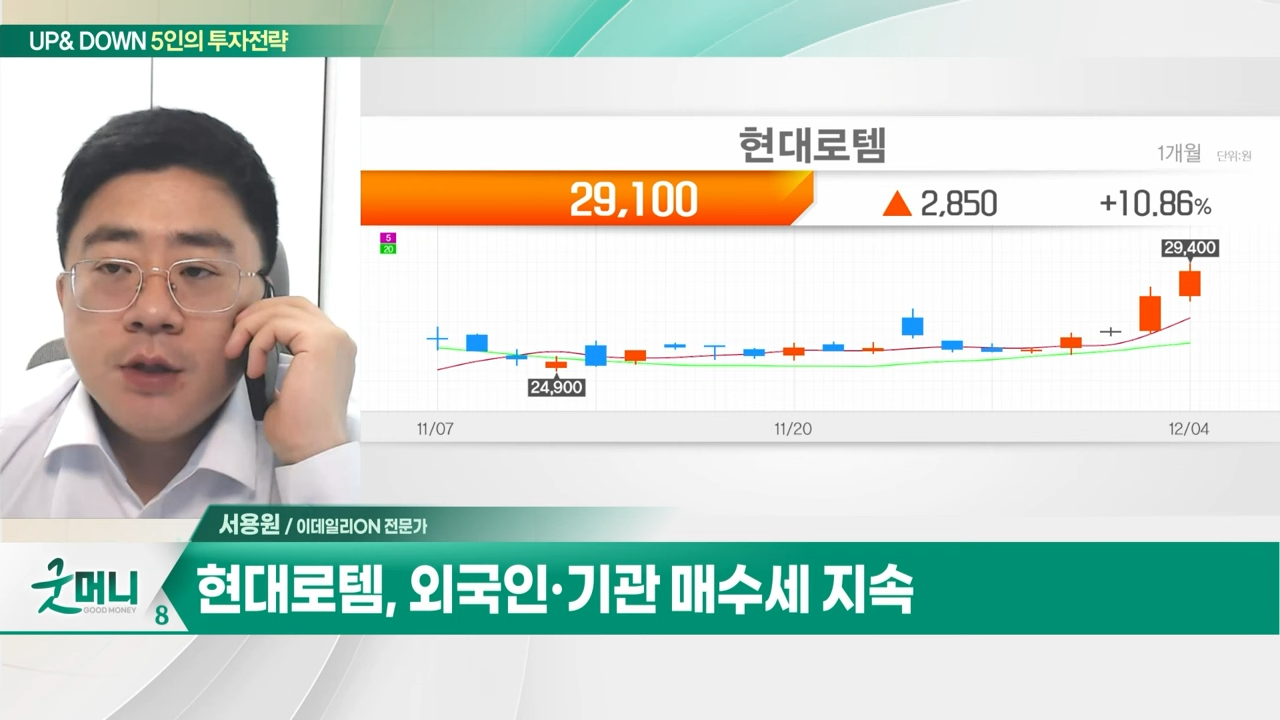 UP& DOWN 5인의 투자전략
현대로템
1개월 단위:원
29,100 ▲ 2,850 +10.86%
5
20
29,400
24,900
11/07 11/20 12/04
서용원 / 이데일리ON 전문가
현대로템, 외국인·기관 매수세 지속
굿머니
GOOD MONEY
8